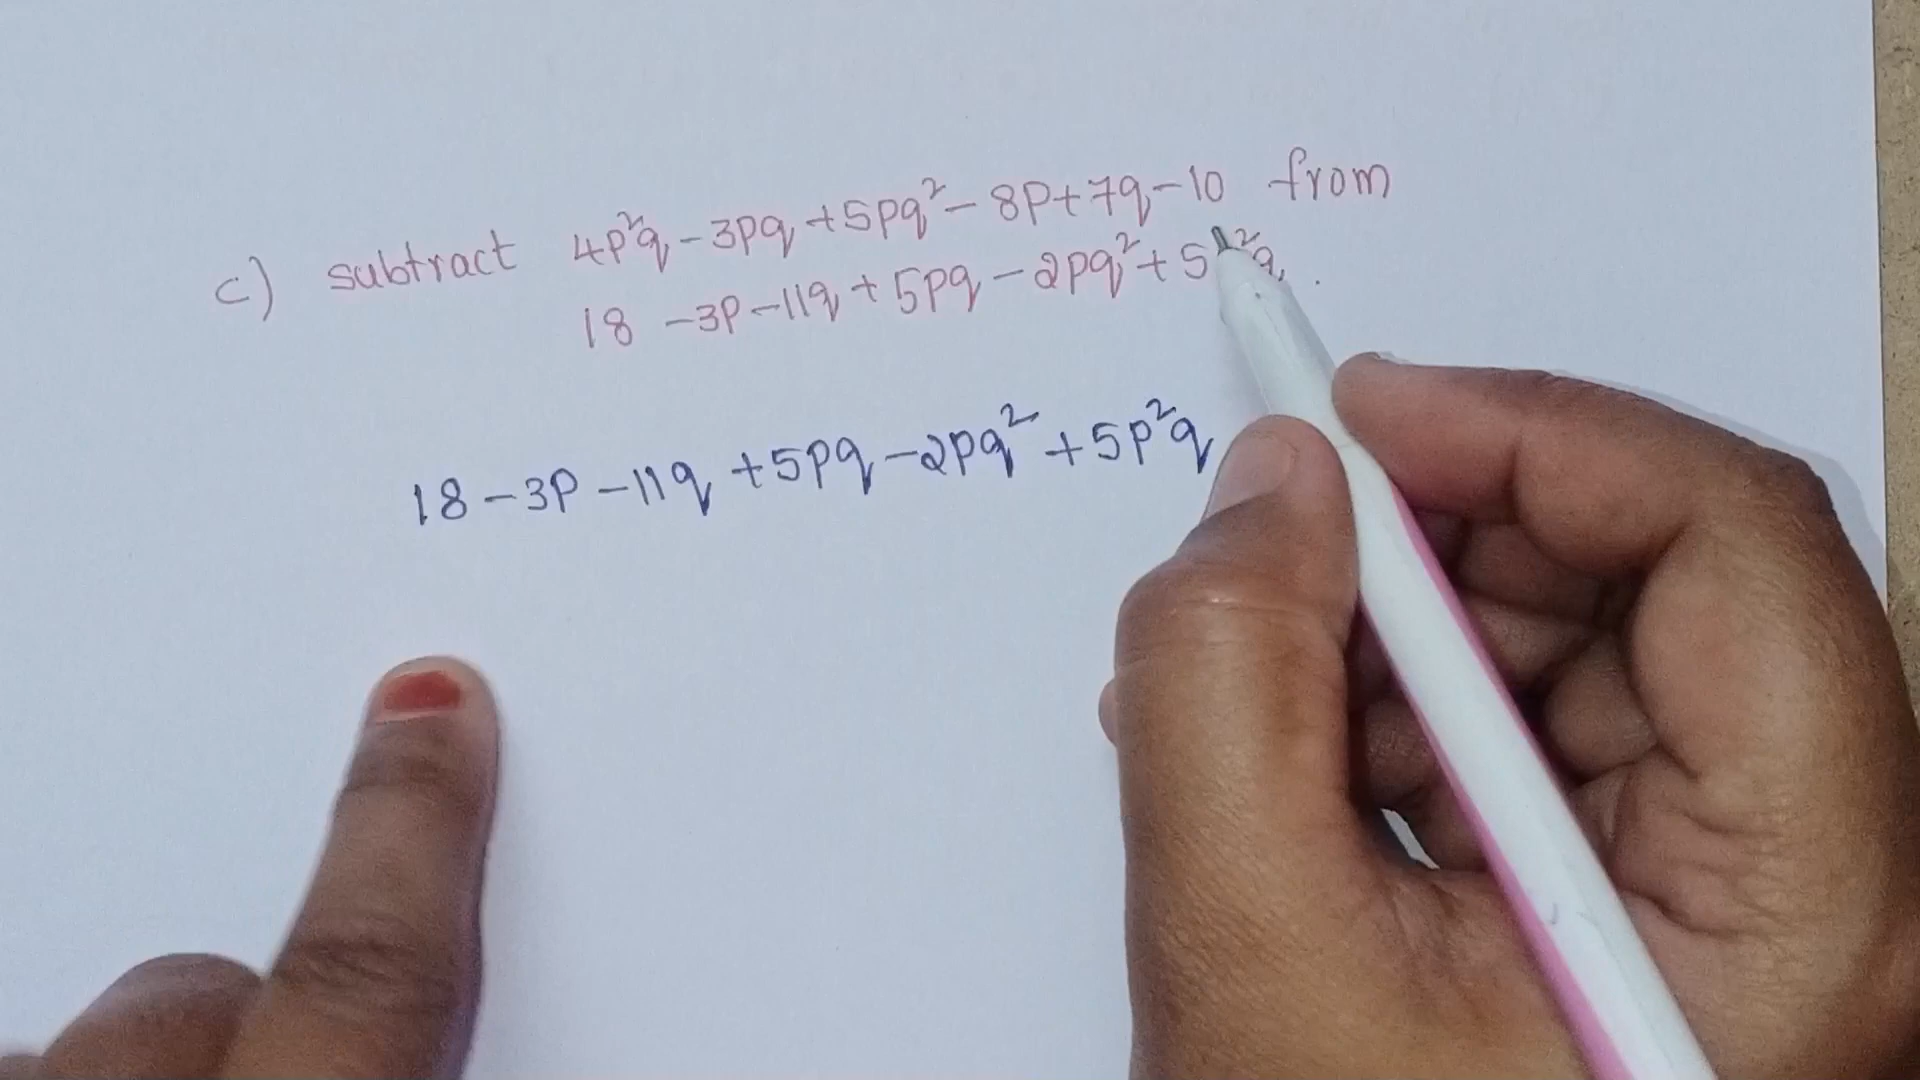 c) subtract 4p²q - 3pq + 5pq² - 8p + 7q - 10 from
18 - 3p - 11q + 5pq - 2pq² + 5 ²q.
18 - 3p - 11q + 5pq - 2pq² + 5p²q